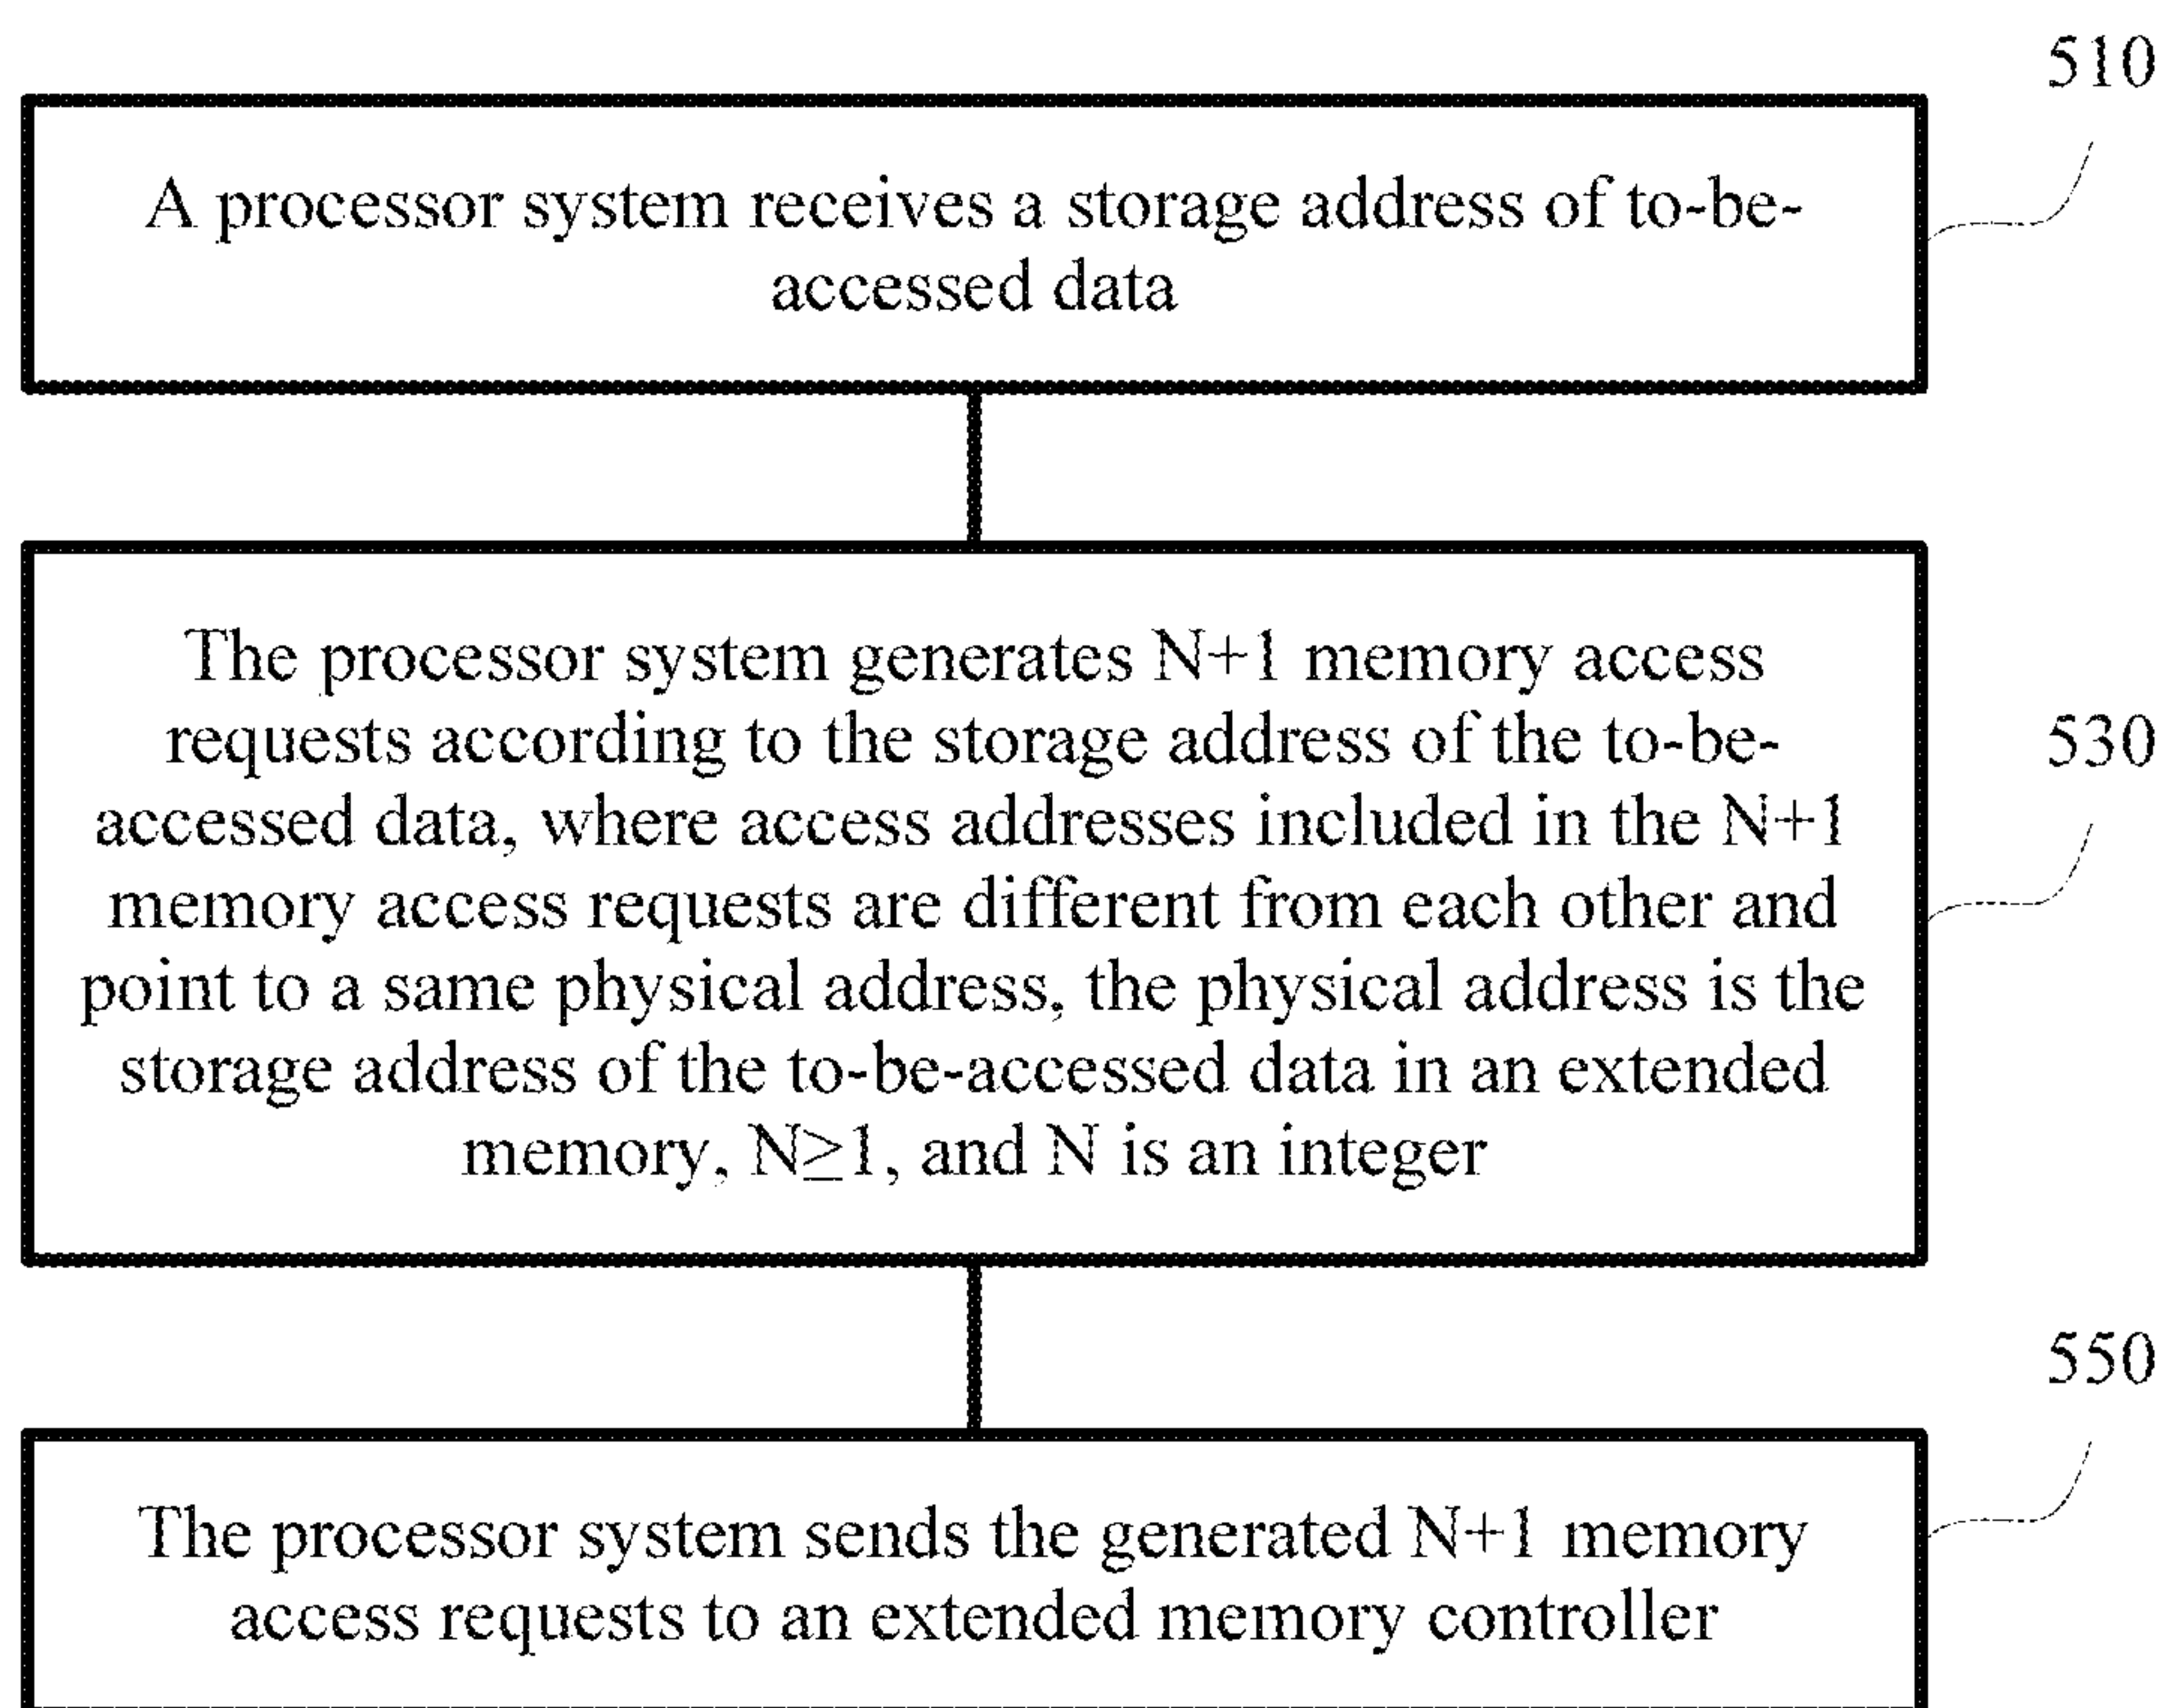 510
A processor system receives a storage address of to-be-
accessed data
The processor system generates N+1 memory access
requests according to the storage address of the to-be-
accessed data, where access addresses included in the N+1
memory access requests are different from each other and
point to a same physical address, the physical address is the
storage address of the to-be-accessed data in an extended
memory, N≥1, and N is an integer
530
550
The processor system sends the generated N+1 memory
access requests to an extended memory controller